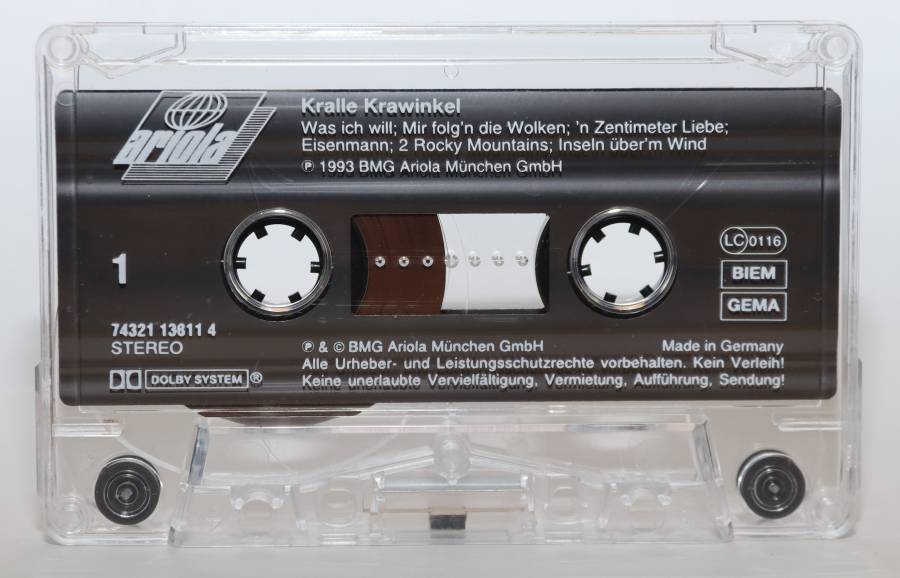 ariola
Kralle Krawinkel
Was ich will; Mir folg'n die Wolken; 'n Zentimeter Liebe;
Eisenmann; 2 Rocky Mountains; Inseln über'm Wind
℗ 1993 BMG Ariola München GmbH
1
LC 0116
BIEM
GEMA
74321 13611 4
STEREO
DOLBY SYSTEM®
℗ & © BMG Ariola München GmbH
Made in Germany
Alle Urheber- und Leistungsschutzrechte vorbehalten. Kein Verleih!
Keine unerlaubte Vervielfältigung, Vermietung, Aufführung, Sendung!